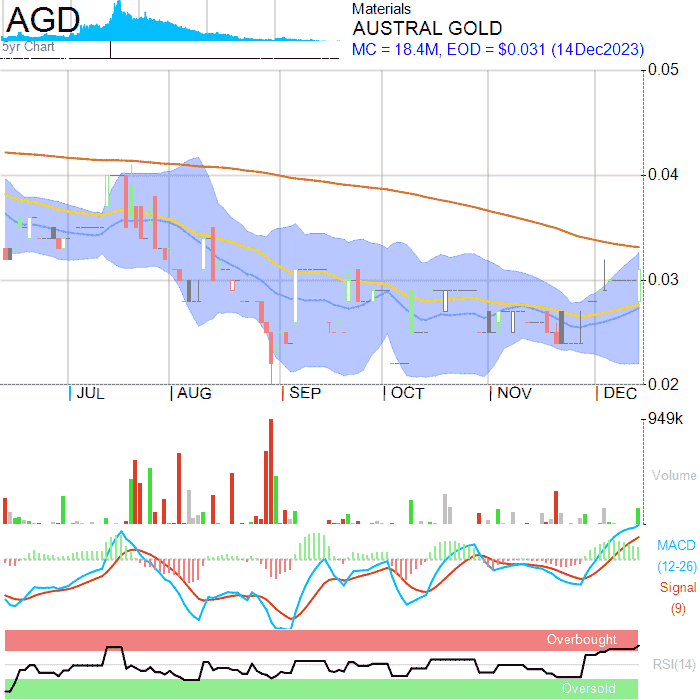 AGD
5yr Chart
Materials
AUSTRAL GOLD
MC = 18.4M, EOD = $0.031 (14Dec2023)
0.05
0.04
0.03
0.02
JUL AUG SEP OCT NOV DEC
949k
Volume
MACD
(12-26)
Signal
(9)
Overbought
RSI(14)
Oversold